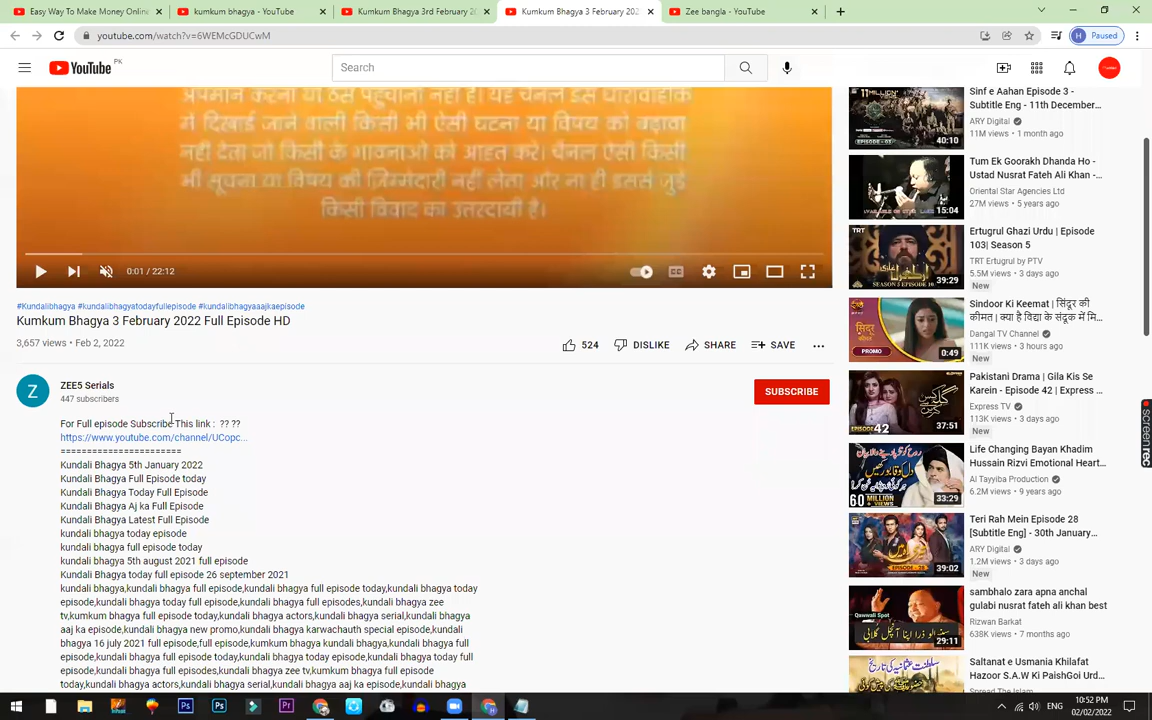 Easy Way To Make Money Online
kumkum bhagya - YouTube
Kumkum Bhagya 3rd February 20
Kumkum Bhagya 3 February 202
Zee bangla - YouTube
youtube.com/watch?v=6WEMcGDUCwM
H
Paused
YouTube PK
Search
नहीं देता जो किसी के भावनाओं को आहत करे। चैनल ऐसी किसी
किसी विवाद का उत्तरदायी है।
0:01 / 22:12
#Kundalibhagya #kundalibhagyatodayfullepisode #kundalibhagyaaajkaepisode
Kumkum Bhagya 3 February 2022 Full Episode HD
3,657 views • Feb 2, 2022
524
DISLIKE
SHARE
SAVE
Z
ZEE5 Serials
447 subscribers
SUBSCRIBE
For Full episode Subscribe This link : ?? ??
https://www.youtube.com/channel/UCopc...
=======================
Kundali Bhagya 5th January 2022
Kundali Bhagya Full Episode today
Kundali Bhagya Today Full Episode
Kundali Bhagya Aj ka Full Episode
Kundali Bhagya Latest Full Episode
kundali bhagya today episode
kundali bhagya full episode today
kundali bhagya 5th august 2021 full episode
Kundali Bhagya today full episode 26 september 2021
kundali bhagya,kundali bhagya full episode,kundali bhagya full episode today,kundali bhagya today
episode,kundali bhagya today full episode,kundali bhagya full episodes,kundali bhagya zee
tv,kumkum bhagya full episode today,kundali bhagya actors,kundali bhagya serial,kundali bhagya
aaj ka episode,kundali bhagya new promo,kundali bhagya karwachauth special episode,kundali
bhagya 16 july 2021 full episode,full episode,kumkum bhagya kundali bhagya,kundali
bhagya full episode today,kundali bhagya today episode,kundali bhagya today full
episode,kundali bhagya full episodes,kundali bhagya zee tv,kumkum bhagya full episode
today,kundali bhagya actors,kundali bhagya serial,kundali bhagya aaj ka episode,kundali bhagya
11 MILLION+
40:10
Sinf e Aahan Episode 3 -
Subtitle Eng - 11th December...
ARY Digital
11M views • 1 month ago
15:04
Tum Ek Goorakh Dhanda Ho -
Ustad Nusrat Fateh Ali Khan -...
Oriental Star Agencies Ltd
27M views • 5 years ago
TRT
39:29
Ertugrul Ghazi Urdu | Episode
103| Season 5
TRT Ertugrul by PTV
5.5M views • 3 days ago
New
सिंदूर
PROMO
0:49
Sindoor Ki Keemat | सिंदूर की
कीमत | क्या है विद्या के संदूक में मि...
Dangal TV Channel
111K views • 3 hours ago
New
EPISODE 42
37:51
Pakistani Drama | Gila Kis Se
Karein - Episode 42 | Express ...
Express TV
113K views • 3 days ago
New
60 MILLION VIEWS
33:29
Life Changing Bayan Khadim
Hussain Rizvi Emotional Heart...
Al Tayyiba Production
6.2M views • 9 years ago
39:02
Teri Rah Mein Episode 28
[Subtitle Eng] - 30th January...
ARY Digital
1.2M views • 3 days ago
New
Qawwali Spot
29:11
sambhalo zara apna anchal
gulabi nusrat fateh ali khan best
Rizwan Barkat
638K views • 7 months ago
Saltanat e Usmania Khilafat
Hazoor S.A.W Ki PaishGoi Urd...
Spread The Islam
screenrec
ENG
10:52 PM
02/02/2022